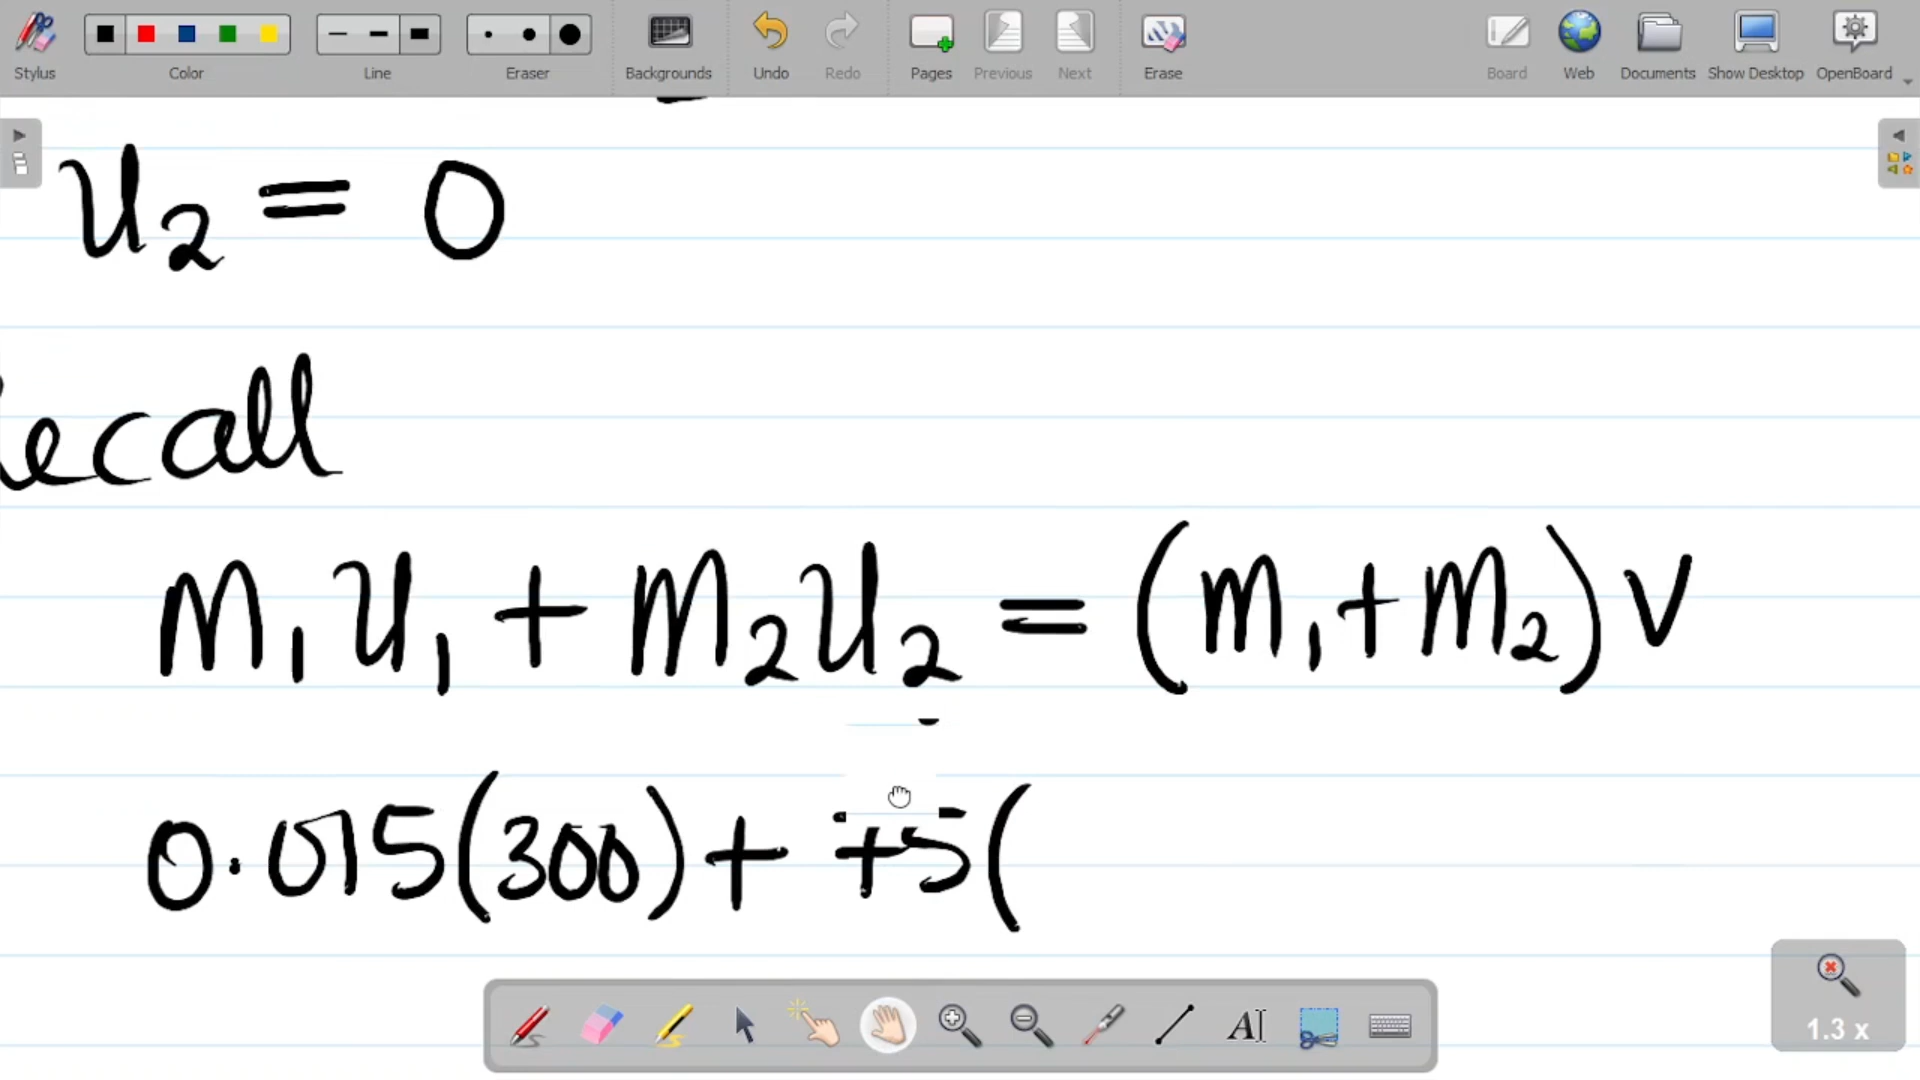 Stylus Color Line Eraser Backgrounds Undo Redo Pages Previous Next Erase Board Web Documents Show Desktop OpenBoard
U₂ = 0
ecall
M₁U₁ + M₂U₂ = (M₁+M₂)V
0.015(300) + 75(
1.3 x